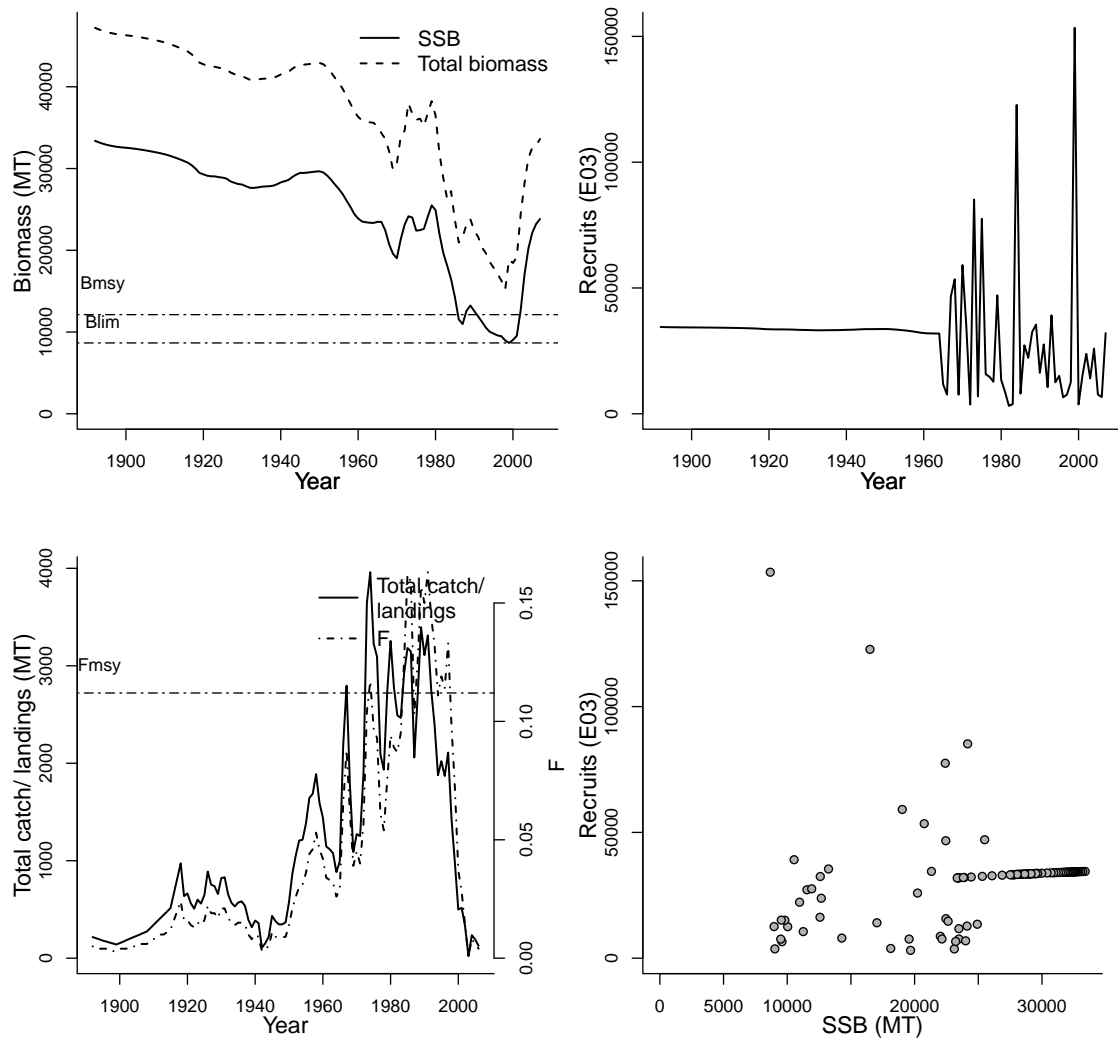 SSB
Total biomass
Biomass (MT)
0
10000
20000
30000
40000
Bmsy
Blim
1900 1920 1940 1960 1980 2000
Year
Recruits (E03)
0
50000
100000
150000
1900 1920 1940 1960 1980 2000
Year
Total catch/
landings
F
Total catch/ landings (MT)
0
1000
2000
3000
4000
Fmsy
0.00
0.05
0.10
0.15
F
1900 1920 1940 1960 1980 2000
Year
Recruits (E03)
0
50000
100000
150000
0 5000 10000 20000 30000
SSB (MT)